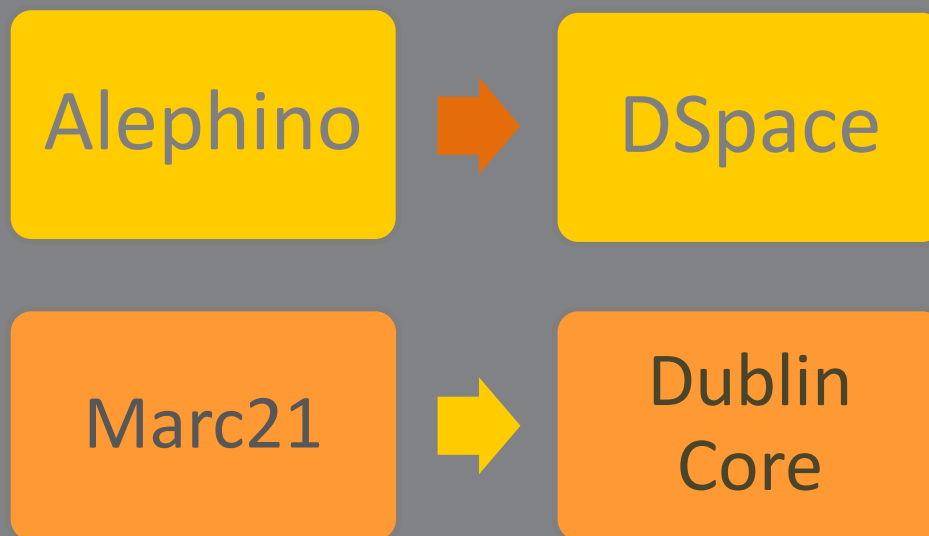 Alephino
DSpace
Marc21
Dublin
Core